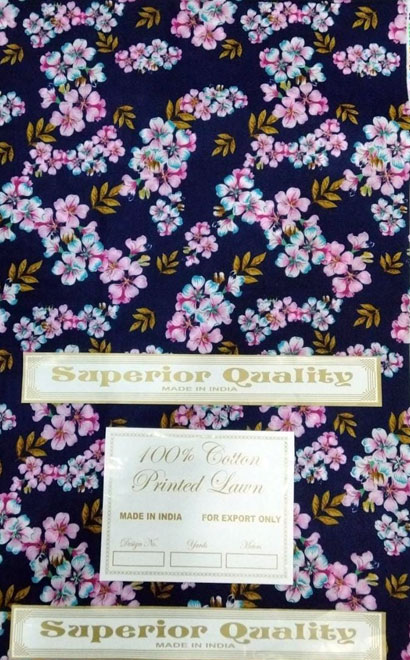 Superior Quality
MADE IN INDIA
100% Cotton
Printed Lawn
MADE IN INDIA FOR EXPORT ONLY
Design No. Yards Meters
Superior Quality
MADE IN INDIA